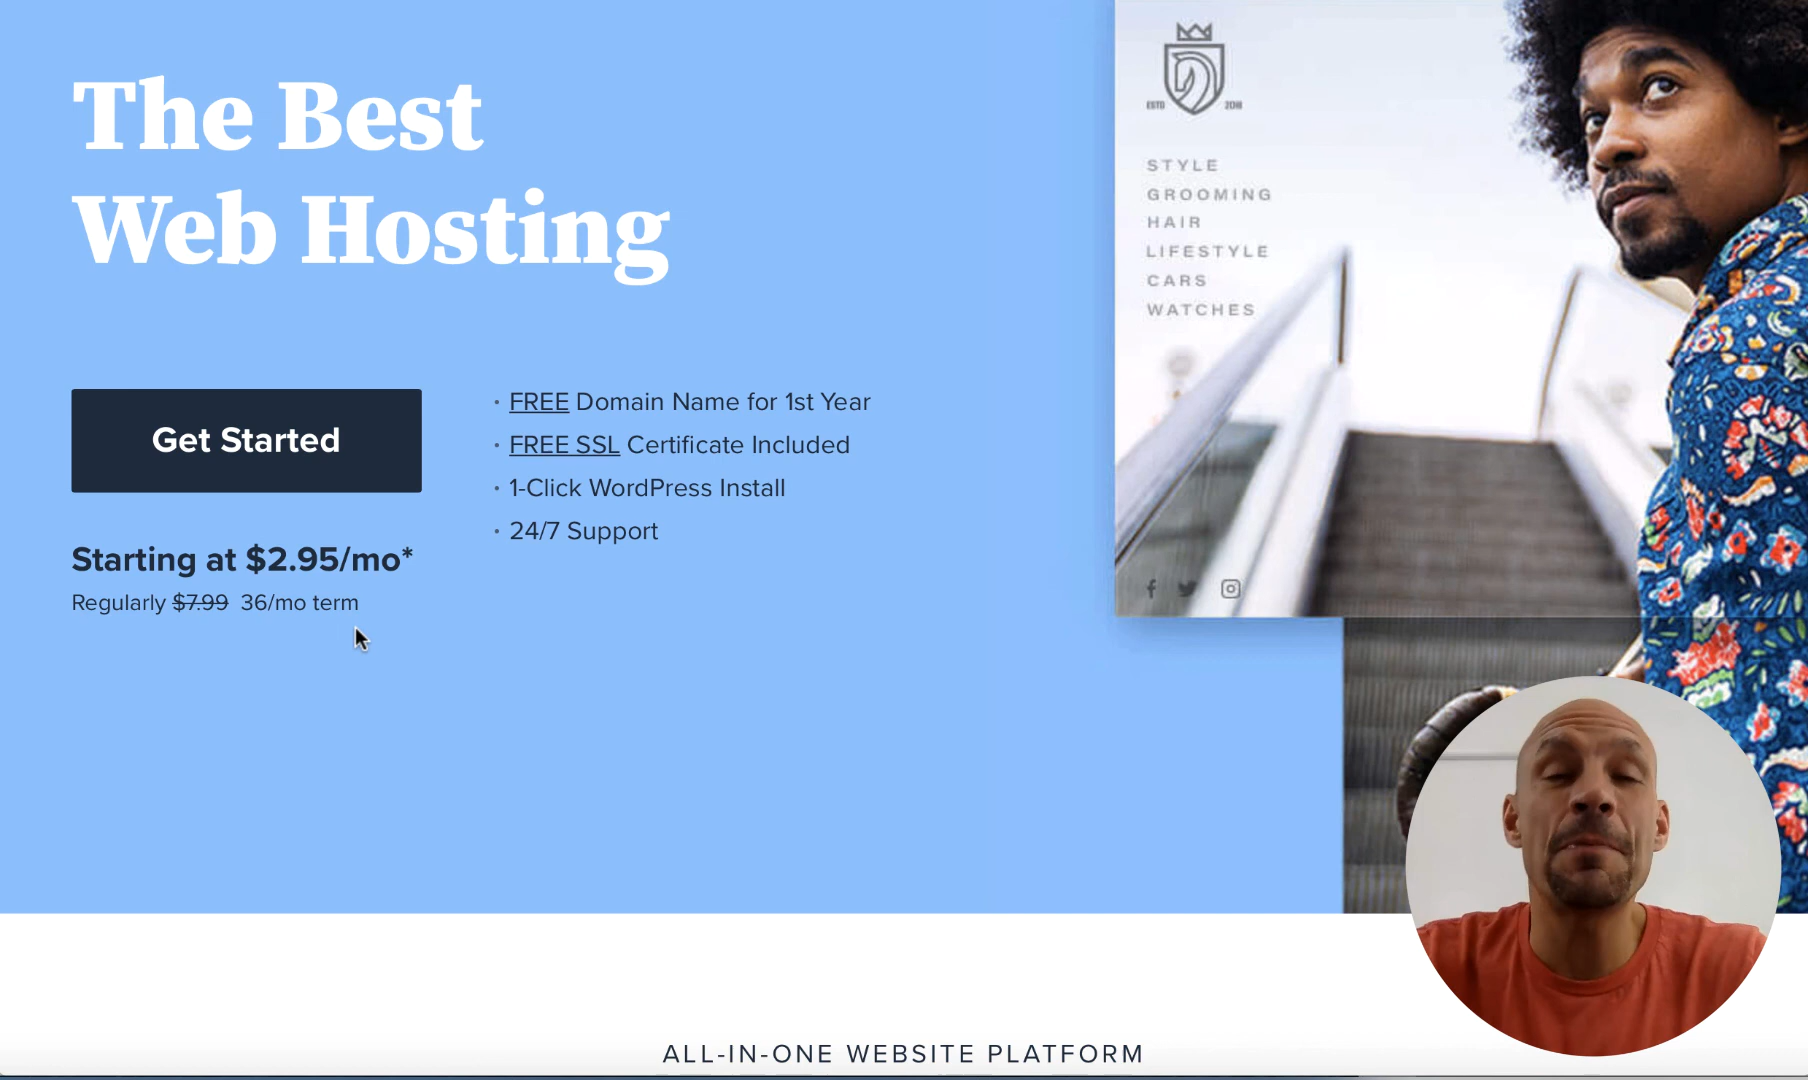 The Best
Web Hosting
Get Started
Starting at $2.95/mo*
Regularly $7.99 36/mo term
· FREE Domain Name for 1st Year
· FREE SSL Certificate Included
· 1-Click WordPress Install
· 24/7 Support
ESTD 2018
STYLE
GROOMING
HAIR
LIFESTYLE
CARS
WATCHES
ALL-IN-ONE WEBSITE PLATFORM